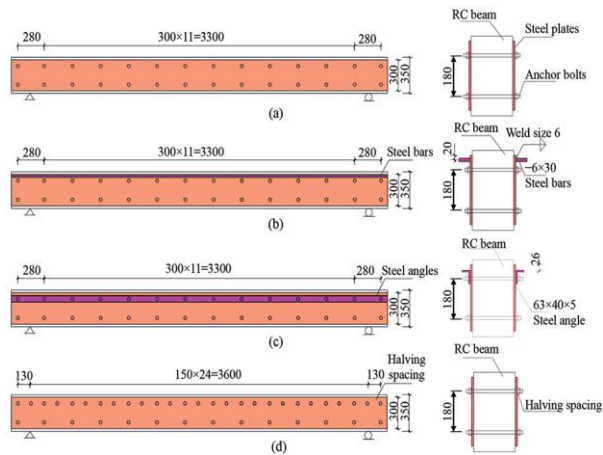 280
300×11=3300
280
300
350
(a)
RC beam
Steel plates
180
Anchor bolts
280
300×11=3300
280
Steel bars
300
350
(b)
RC beam
Weld size 6
20
−6×30
Steel bars
180
280
300×11=3300
280
Steel angles
300
350
(c)
RC beam
26
180
63×40×5
Steel angle
130
150×24=3600
130
Halving
spacing
300
350
(d)
RC beam
180
Halving spacing